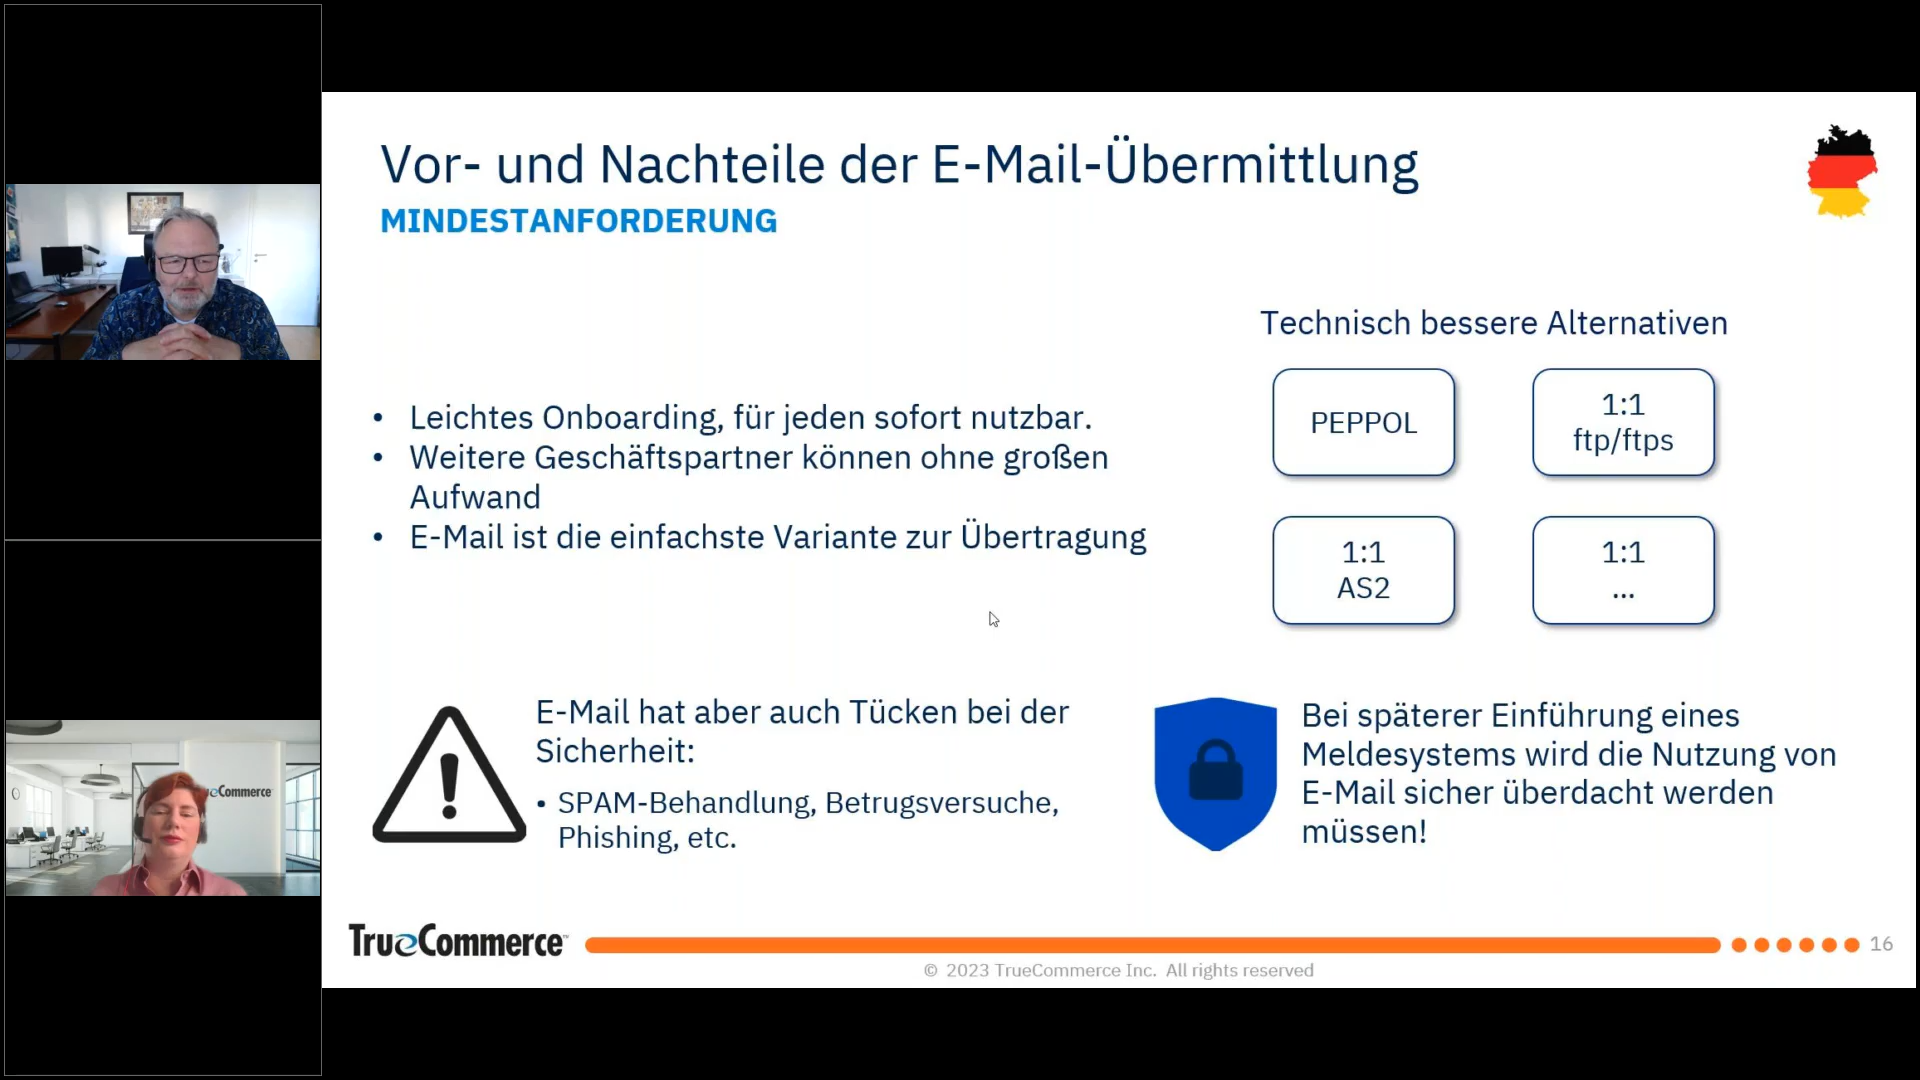 Vor- und Nachteile der E-Mail-Übermittlung
MINDESTANFORDERUNG
• Leichtes Onboarding, für jeden sofort nutzbar.
• Weitere Geschäftspartner können ohne großen
Aufwand
• E-Mail ist die einfachste Variante zur Übertragung
Technisch bessere Alternativen
PEPPOL
1:1
ftp/ftps
1:1
AS2
1:1
...
E-Mail hat aber auch Tücken bei der
Sicherheit:
• SPAM-Behandlung, Betrugsversuche,
Phishing, etc.
Bei späterer Einführung eines
Meldesystems wird die Nutzung von
E-Mail sicher überdacht werden
müssen!
TrueCommerce™
16
© 2023 TrueCommerce Inc. All rights reserved
eCommerce